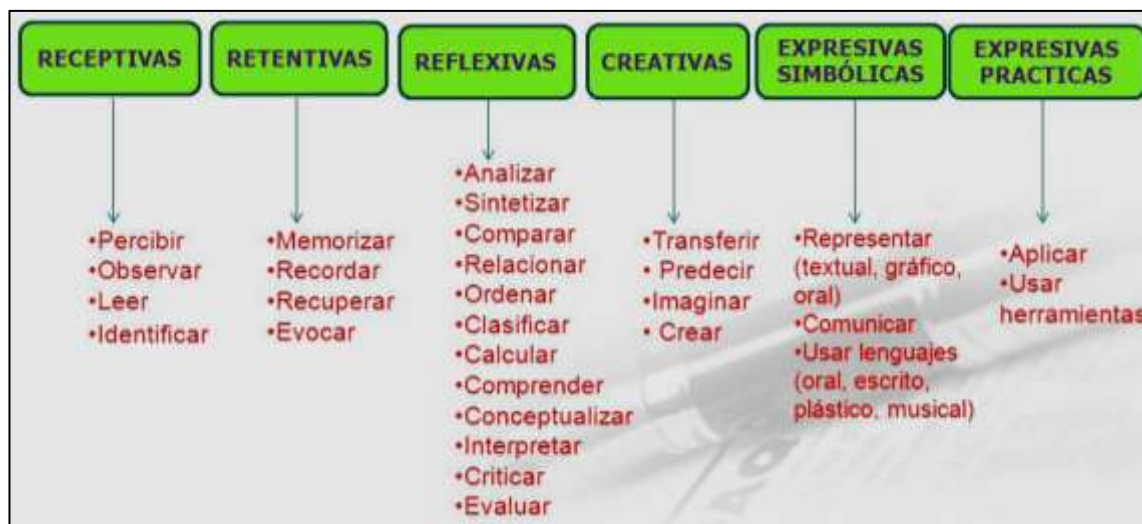 RECEPTIVAS
•Percibir
•Observar
•Leer
•Identificar
RETENTIVAS
•Memorizar
•Recordar
•Recuperar
•Evocar
REFLEXIVAS
•Analizar
•Sintetizar
•Comparar
•Relacionar
•Ordenar
•Clasificar
•Calcular
•Comprender
•Conceptualizar
•Interpretar
•Criticar
•Evaluar
CREATIVAS
•Transferir
• Predecir
•Imaginar
• Crear
EXPRESIVAS
SIMBÓLICAS
•Representar
(textual, gráfico,
oral)
•Comunicar
•Usar lenguajes
(oral, escrito,
plástico, musical)
EXPRESIVAS
PRACTICAS
•Aplicar
•Usar
herramientas